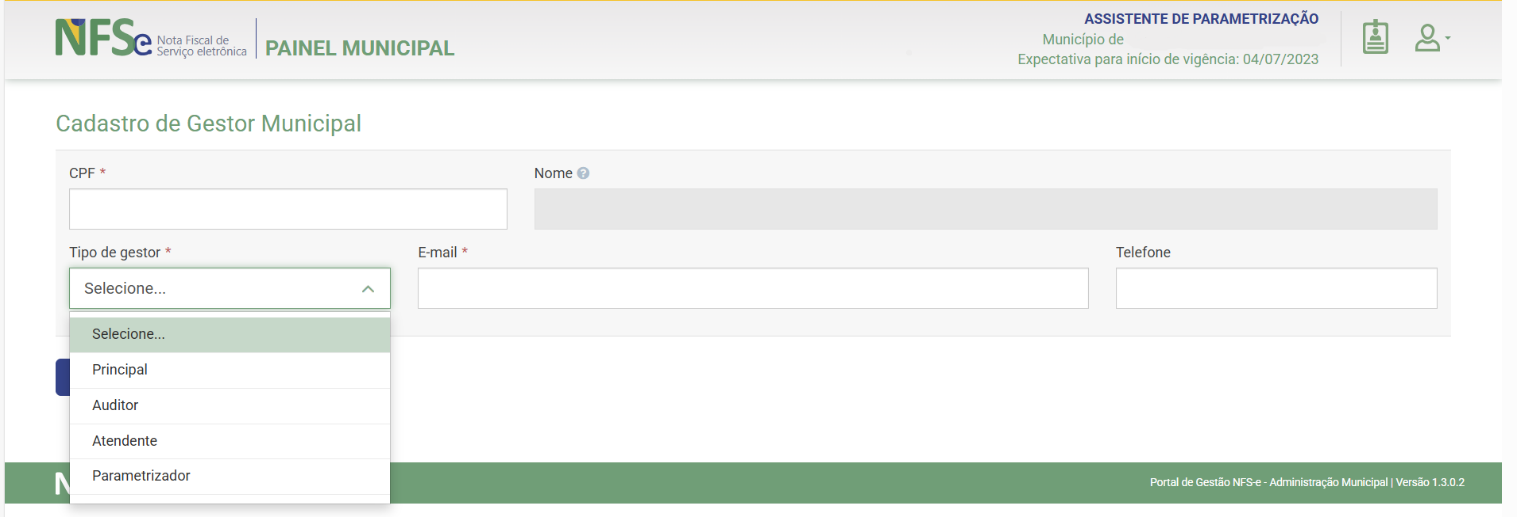 NFSe Nota Fiscal de
Serviço eletrônica
PAINEL MUNICIPAL
ASSISTENTE DE PARAMETRIZAÇÃO
Município de
Expectativa para início de vigência: 04/07/2023
Cadastro de Gestor Municipal
CPF *
Nome ?
Tipo de gestor *
E-mail *
Telefone
Selecione...
Selecione...
Principal
Auditor
Atendente
Parametrizador
N
Portal de Gestão NFS-e - Administração Municipal | Versão 1.3.0.2